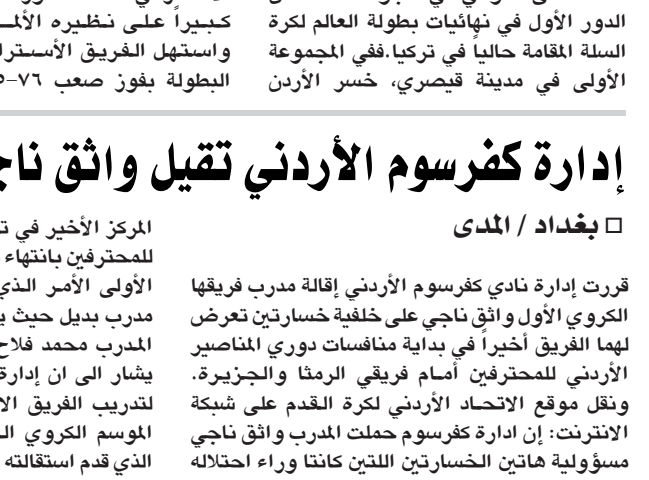 الدور الأول في نهائيات بطولة العالم لكرة
السلة المقامة حالياً في تركيا.ففي المجموعة
الأولى في مدينة قيصري، خسر الأردن
كبيراً على نظيره
واستهل الفريق
البطولة بفوز صعب ٧٦-
إدارة كفرسوم الأردني تقيل واثق
□ بغداد / المدى
قررت إدارة نادي كفرسوم الأردني إقالة مدرب فريقها
الكروي الأول واثق ناجي على خلفية خسارتين تعرض
لهما الفريق أخيراً في بداية منافسات دوري المناصير
الأردني للمحترفين أمام فريقي الرمثا والجزيرة.
ونقل موقع الاتحاد الأردني لكرة القدم على شبكة
الانترنت: إن ادارة كفرسوم حملت المدرب واثق ناجي
مسؤولية هاتين الخسارتين اللتين كانتا وراء احتلاله
المركز الأخير في
للمحترفين بانتهاء
الأولى الأمر الذي
مدرب بديل حيث
المدرب محمد فلاح
يشار الى ان إدارة
لتدريب الفريق
الموسم الكروي
الذي قدم استقالته